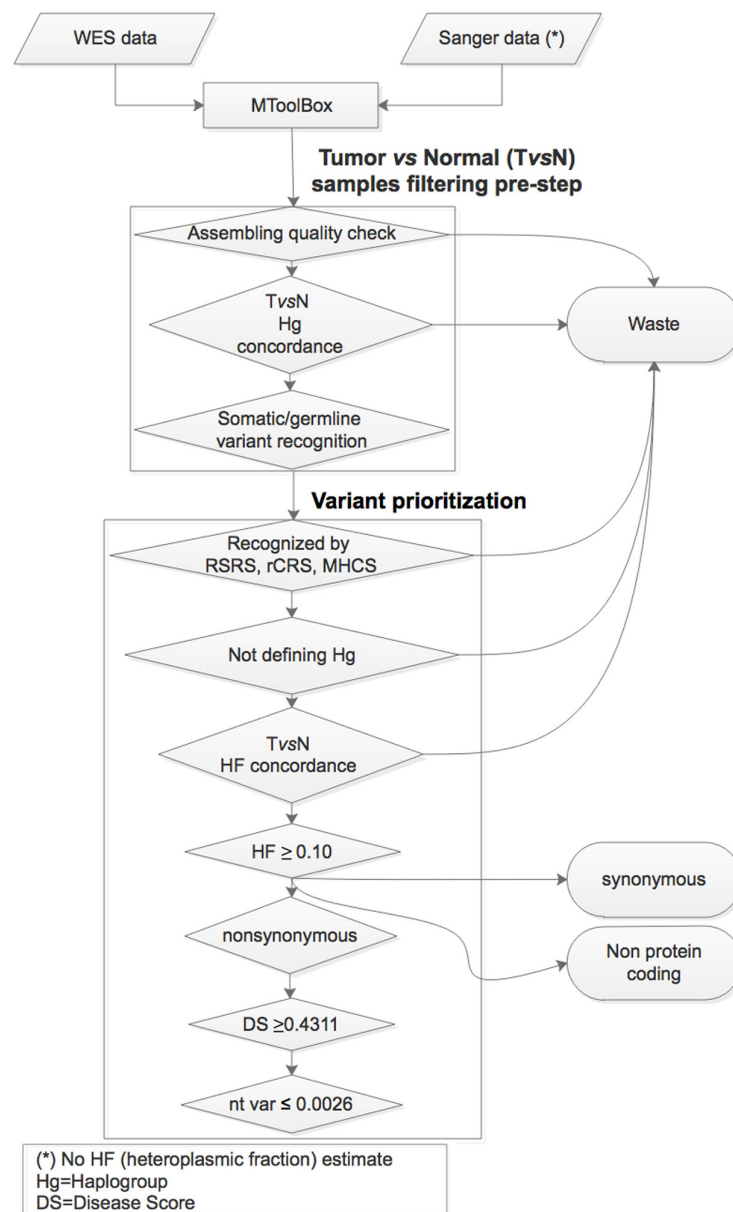 WES data
Sanger data (*)
MToolBox
Tumor vs Normal (TvsN)
samples filtering pre-step
Assembling quality check
TvsN
Hg
concordance
Waste
Somatic/germline
variant recognition
Variant prioritization
Recognized by
RSRS, rCRS, MHCS
Not defining Hg
TvsN
HF concordance
HF ≥ 0.10
synonymous
nonsynonymous
Non protein
coding
DS ≥0.4311
nt var ≤ 0.0026
(*) No HF (heteroplasmic fraction) estimate
Hg=Haplogroup
DS=Disease Score